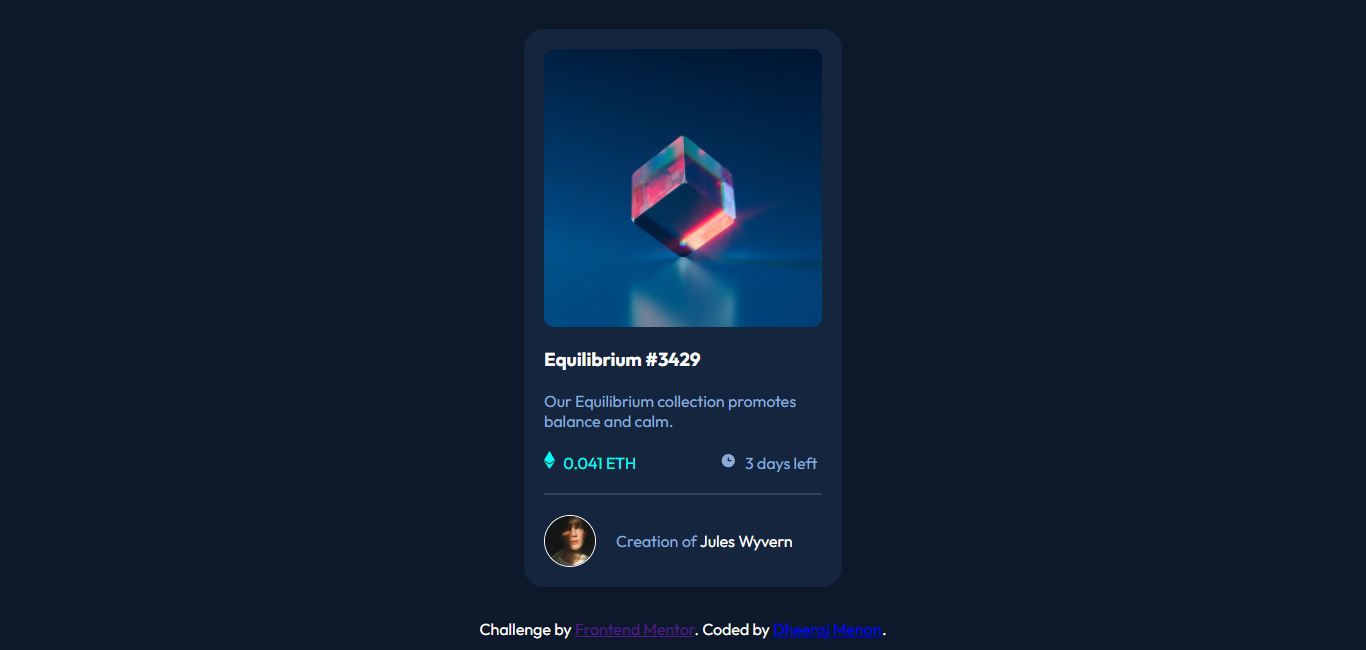 Equilibrium #3429
Our Equilibrium collection promotes
balance and calm.
0.041 ETH 3 days left
Creation of Jules Wyvern
Challenge by Frontend Mentor. Coded by Dheeraj Menon.